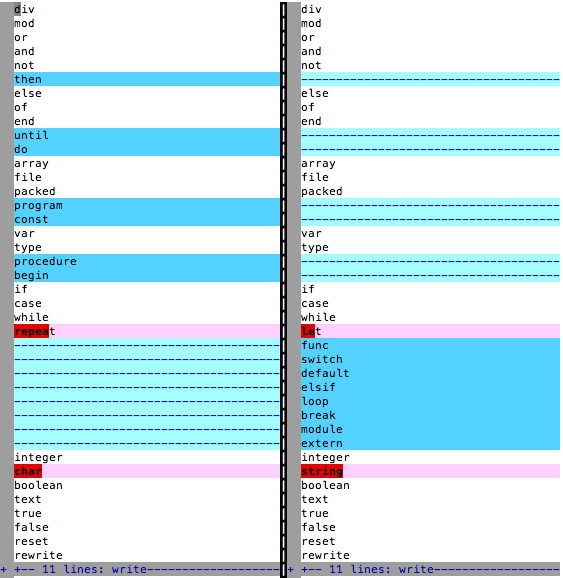 div
mod
or
and
not
then
else
of
end
until
do
array
file
packed
program
const
var
type
procedure
begin
if
case
while
repeat
integer
char
boolean
text
true
false
reset
rewrite
+ +-- 11 lines: write-------------------
div
mod
or
and
not
else
of
end
array
file
packed
var
type
if
case
while
let
func
switch
default
elsif
loop
break
module
extern
integer
string
boolean
text
true
false
reset
rewrite
+ +-- 11 lines: write------------------